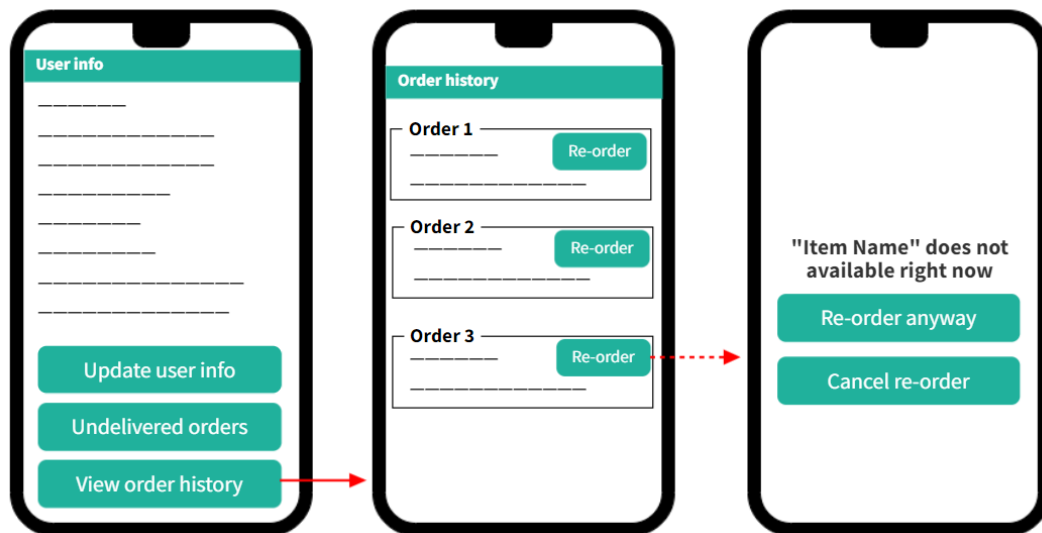 User info
Update user info
Undelivered orders
View order history
Order history
Order 1
Re-order
Order 2
Re-order
Order 3
Re-order
"Item Name" does not
available right now
Re-order anyway
Cancel re-order